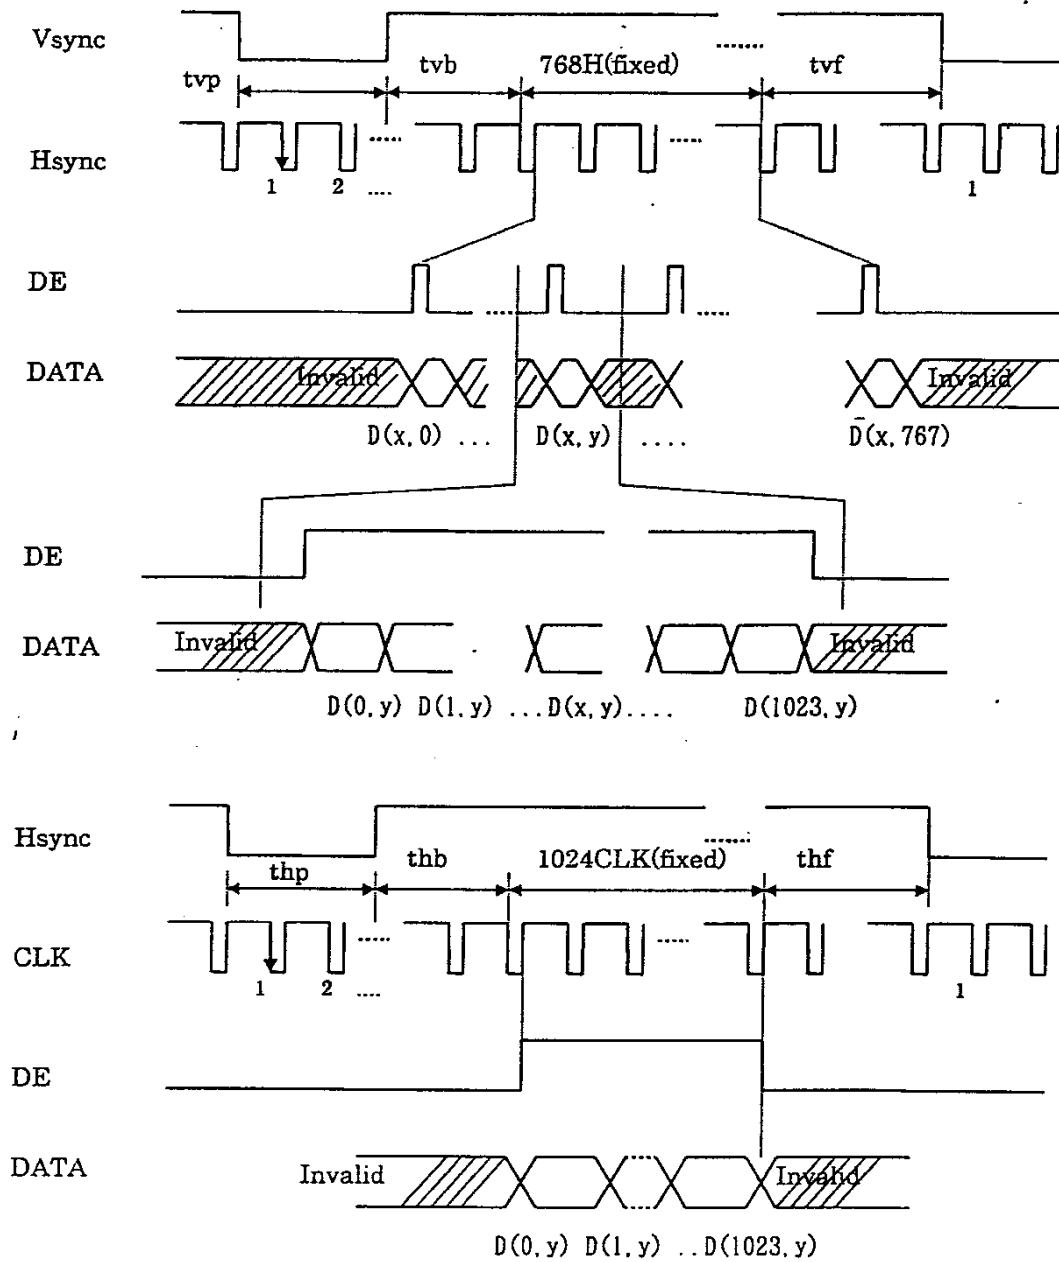 Vsync
tvp tvb 768H(fixed) tvf
Hsync
1 2 .... 1
DE
DATA Invalid Invalid
D(x,0) ... D(x,y) .... D(x,767)
DE
DATA Invalid Invalid
D(0,y) D(1,y) ...D(x,y).... D(1023,y)
Hsync
thp thb 1024CLK(fixed) thf
CLK
1 2 .... 1
DE
DATA Invalid Invalid
D(0,y) D(1,y) ..D(1023,y)